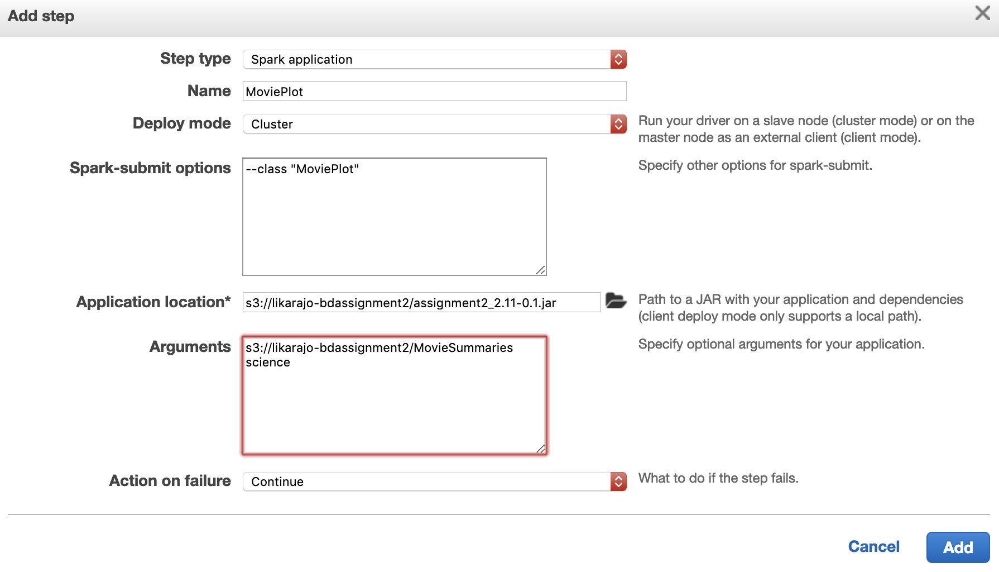 Add step
Step type
Spark application
Name
MoviePlot
Deploy mode
Cluster
Run your driver on a slave node (cluster mode) or on the
master node as an external client (client mode).
Spark-submit options
--class "MoviePlot"
Specify other options for spark-submit.
Application location*
s3://likarajo-bdassignment2/assignment2_2.11-0.1.jar
Path to a JAR with your application and dependencies
(client deploy mode only supports a local path).
Arguments
s3://likarajo-bdassignment2/MovieSummaries
science
Specify optional arguments for your application.
Action on failure
Continue
What to do if the step fails.
Cancel
Add